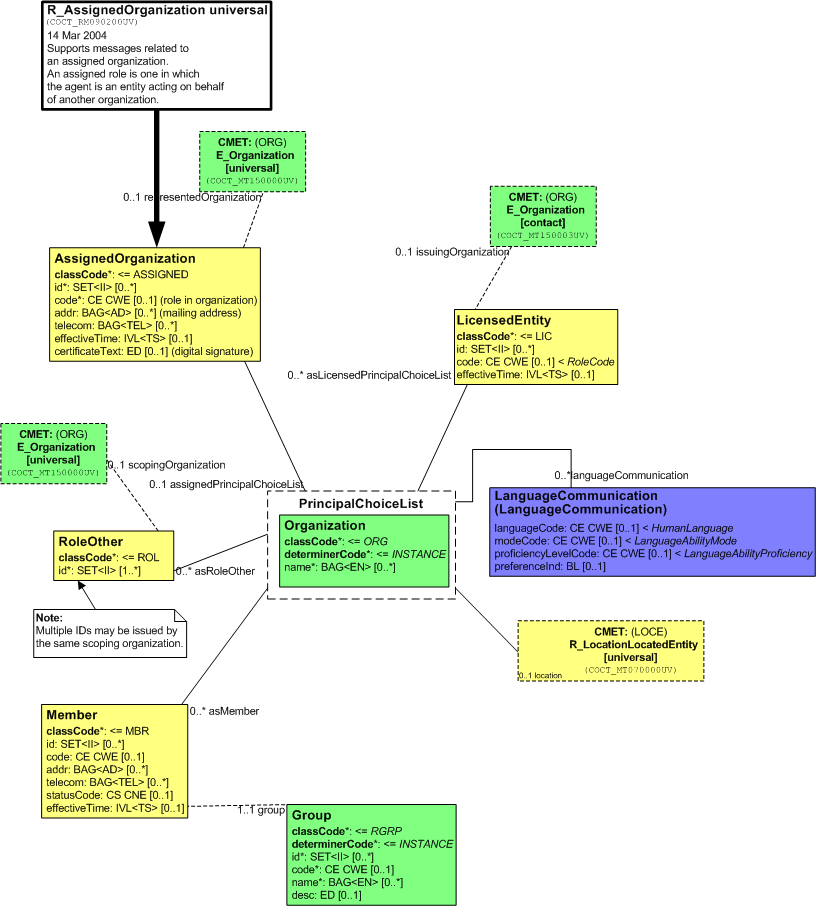 R_AssignedOrganization universal
(COCT_RM090200UV)
14 Mar 2004
Supports messages related to
an assigned organization.
An assigned role is one in which
the agent is an entity acting on behalf
of another organization.
CMET: (ORG)
E_Organization
[universal]
(COCT_MT150000UV)
0..1 representedOrganization
CMET: (ORG)
E_Organization
[contact]
(COCT_MT150003UV)
0..1 issuingOrganization
AssignedOrganization
classCode*: <= ASSIGNED
id*: SET<II> [0..*]
code*: CE CWE [0..1] (role in organization)
addr: BAG<AD> [0..*] (mailing address)
telecom: BAG<TEL> [0..*]
effectiveTime: IVL<TS> [0..1]
certificateText: ED [0..1] (digital signature)
LicensedEntity
classCode*: <= LIC
id: SET<II> [0..*]
code: CE CWE [0..1] < RoleCode
effectiveTime: IVL<TS> [0..1]
0..* asLicensedPrincipalChoiceList
CMET: (ORG)
E_Organization
[universal]
(COCT_MT150000UV)
0..1 scopingOrganization
0..1 assignedPrincipalChoiceList
0..* languageCommunication
PrincipalChoiceList
Organization
classCode*: <= ORG
determinerCode*: <= INSTANCE
name*: BAG<EN> [0..*]
LanguageCommunication
(LanguageCommunication)
languageCode: CE CWE [0..1] < HumanLanguage
modeCode: CE CWE [0..1] < LanguageAbilityMode
proficiencyLevelCode: CE CWE [0..1] < LanguageAbilityProficiency
preferenceInd: BL [0..1]
RoleOther
classCode*: <= ROL
id*: SET<II> [1..*]
0..* asRoleOther
Note:
Multiple IDs may be issued by
the same scoping organization.
CMET: (LOCE)
R_LocationLocatedEntity
[universal]
(COCT_MT070000UV)
0..1 location
Member
classCode*: <= MBR
id: SET<II> [0..*]
code: CE CWE [0..1]
addr: BAG<AD> [0..*]
telecom: BAG<TEL> [0..*]
statusCode: CS CNE [0..1]
effectiveTime: IVL<TS> [0..1]
0..* asMember
1..1 group
Group
classCode*: <= RGRP
determinerCode*: <= INSTANCE
id*: SET<II> [0..*]
code*: CE CWE [0..1]
name*: BAG<EN> [0..*]
desc: ED [0..1]